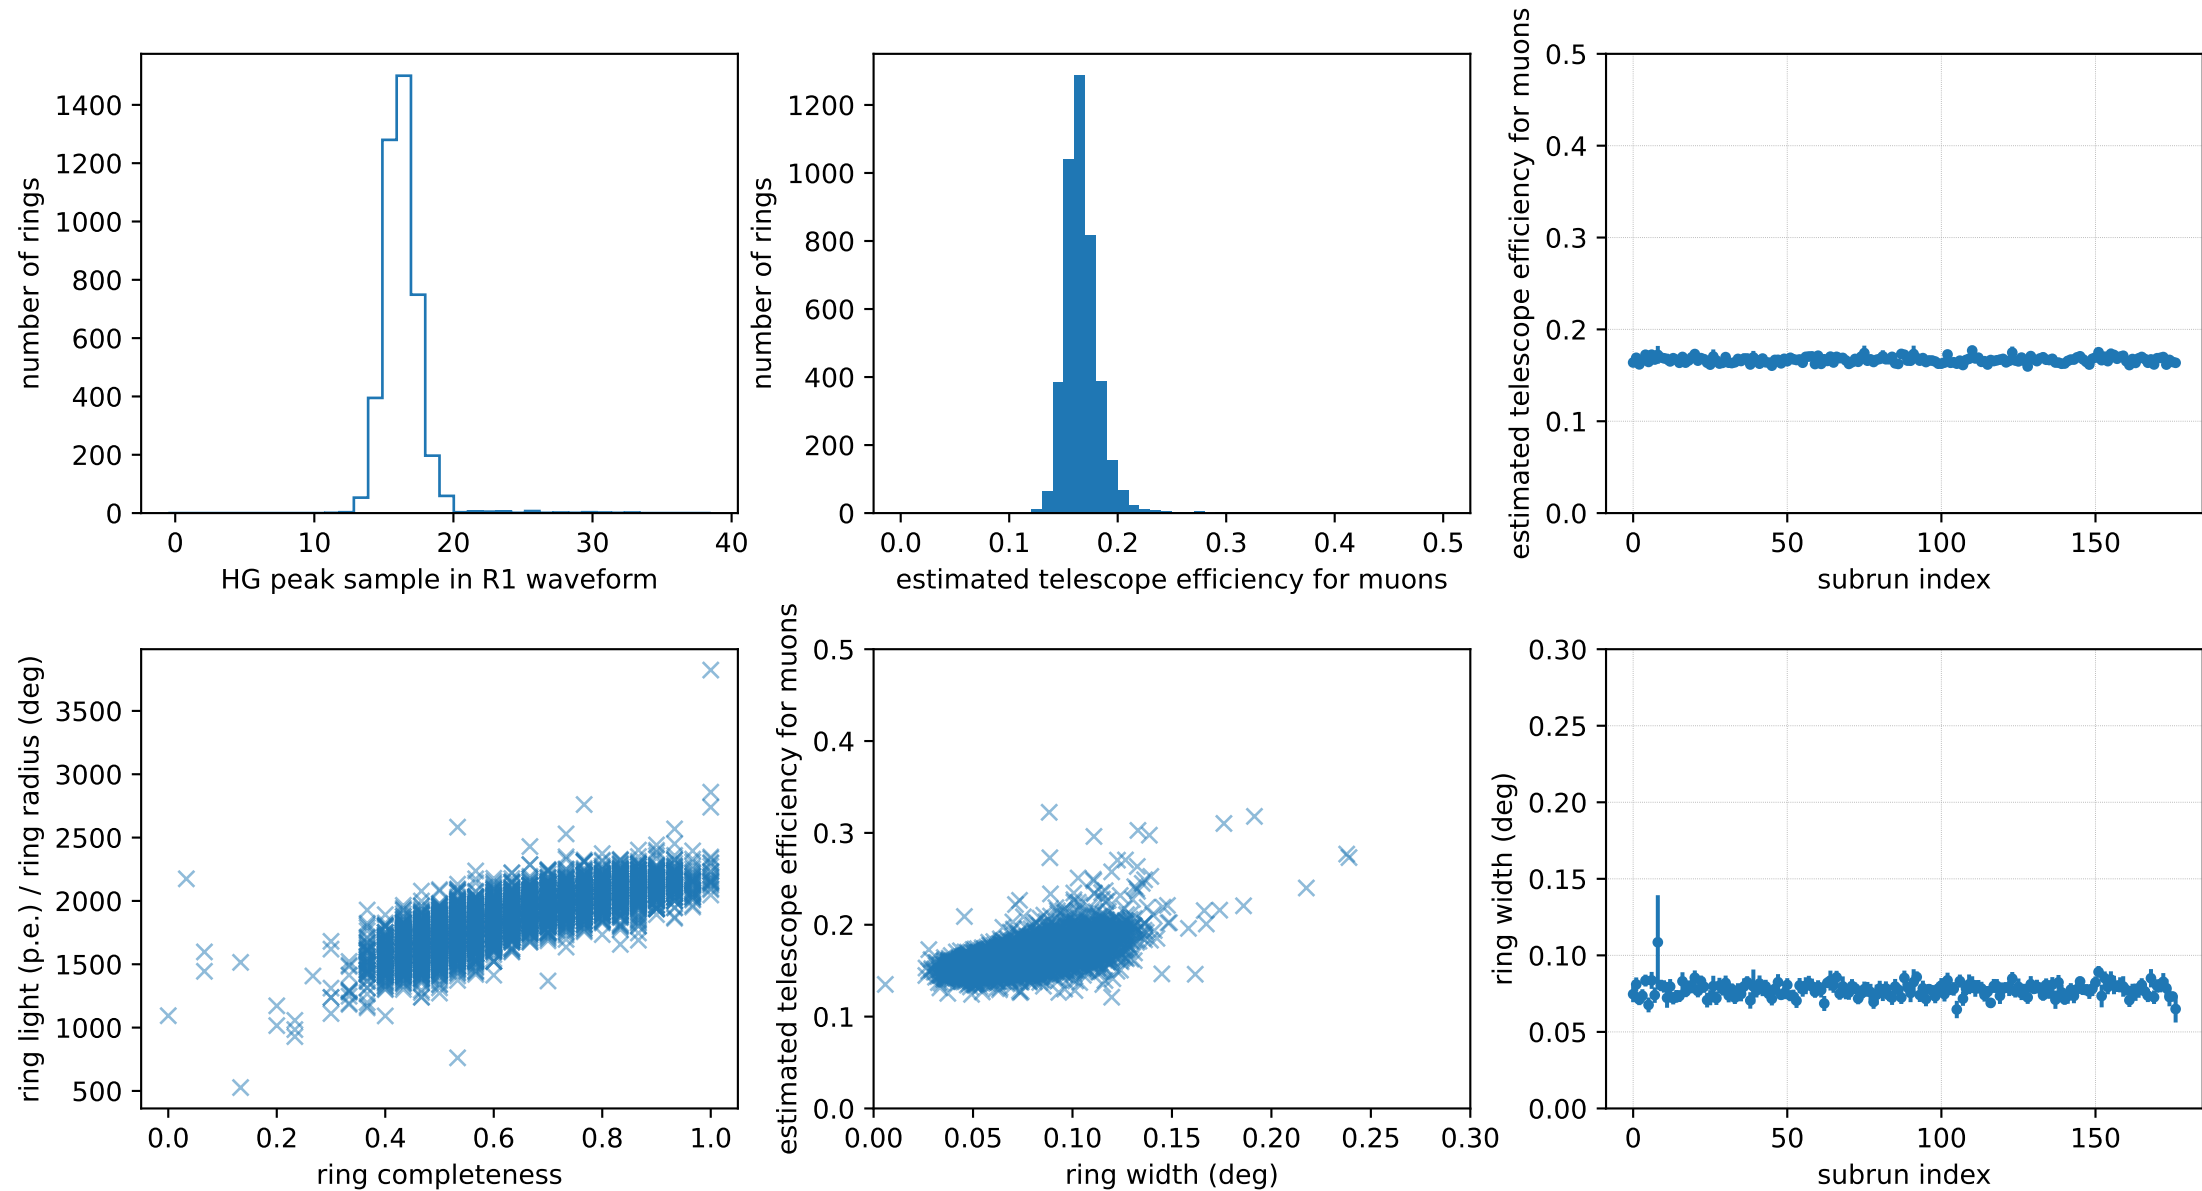 number of rings
1400
1200
1000
800
600
400
200
0
0 10 20 30 40
HG peak sample in R1 waveform
number of rings
1200
1000
800
600
400
200
0
0.0 0.1 0.2 0.3 0.4 0.5
estimated telescope efficiency for muons
estimated telescope efficiency for muons
0.5
0.4
0.3
0.2
0.1
0.0
0 50 100 150
subrun index
ring light (p.e.) / ring radius (deg)
3500
3000
2500
2000
1500
1000
500
0.0 0.2 0.4 0.6 0.8 1.0
ring completeness
estimated telescope efficiency for muons
0.5
0.4
0.3
0.2
0.1
0.0
0.00 0.05 0.10 0.15 0.20 0.25 0.30
ring width (deg)
ring width (deg)
0.30
0.25
0.20
0.15
0.10
0.05
0.00
0 50 100 150
subrun index